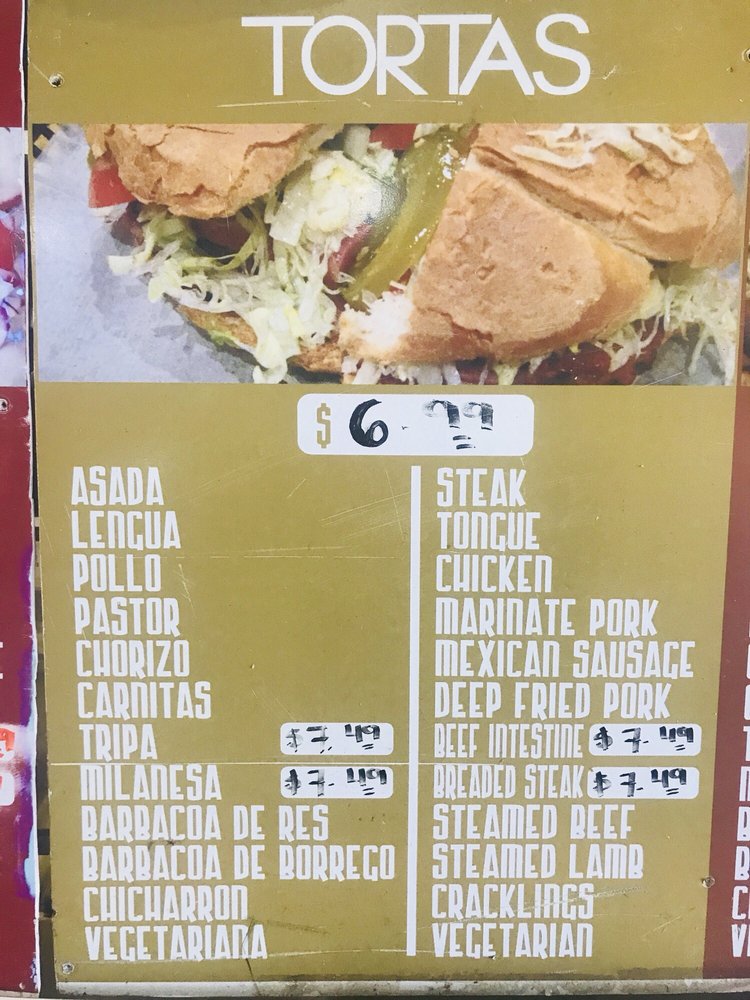 TORTAS
$ 6.99
ASADA
LENGUA
POLLO
PASTOR
CHORIZO
CARNITAS
TRIPA $7.49
MILANESA $7.49
BARBACOA DE RES
BARBACOA DE BORREGO
CHICHARRON
VEGETARIANA
STEAK
TONGUE
CHICKEN
MARINATE PORK
MEXICAN SAUSAGE
DEEP FRIED PORK
BEEF INTESTINE $7.49
BREADED STEAK $7.49
STEAMED BEEF
STEAMED LAMB
CRACKLINGS
VEGETARIAN